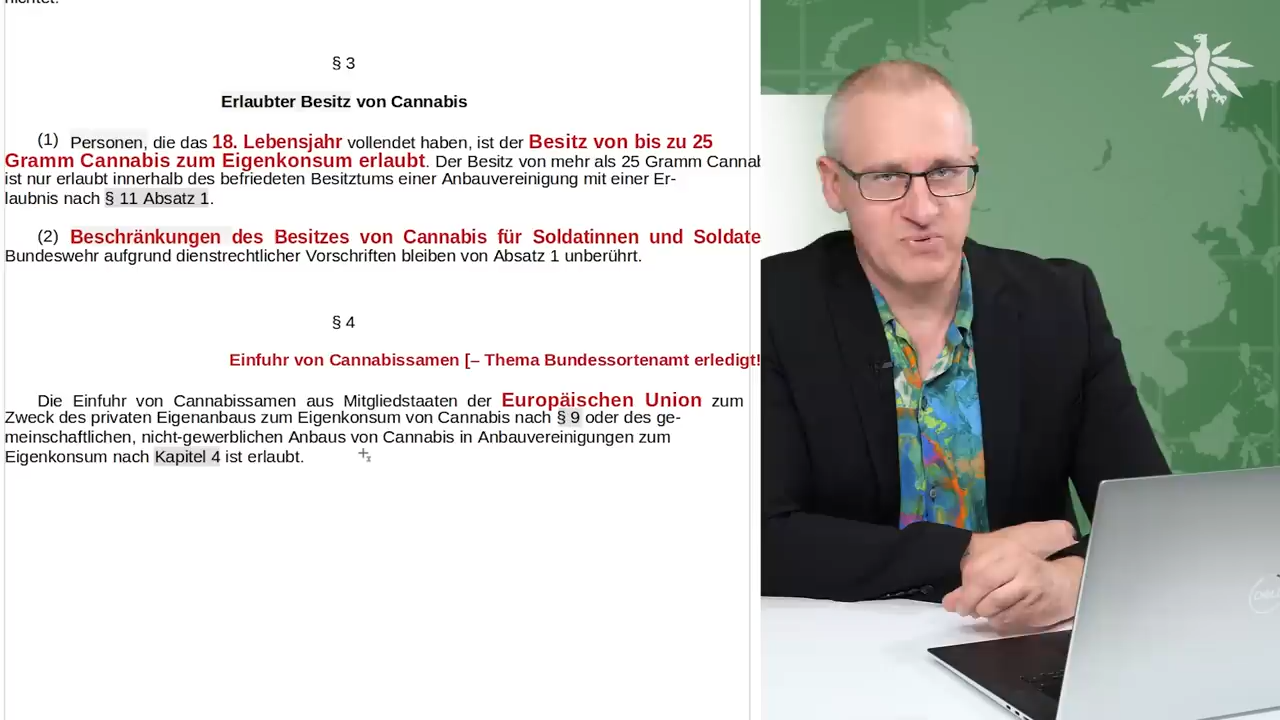 § 3
Erlaubter Besitz von Cannabis
(1) Personen, die das 18. Lebensjahr vollendet haben, ist der Besitz von bis zu 25
Gramm Cannabis zum Eigenkonsum erlaubt. Der Besitz von mehr als 25 Gramm Cannab
ist nur erlaubt innerhalb des befriedeten Besitztums einer Anbauvereinigung mit einer Er-
laubnis nach § 11 Absatz 1.
(2) Beschränkungen des Besitzes von Cannabis für Soldatinnen und Soldate
Bundeswehr aufgrund dienstrechtlicher Vorschriften bleiben von Absatz 1 unberührt.
§ 4
Einfuhr von Cannabissamen [– Thema Bundessortenamt erledigt!
Die Einfuhr von Cannabissamen aus Mitgliedstaaten der Europäischen Union zum
Zweck des privaten Eigenanbaus zum Eigenkonsum von Cannabis nach § 9 oder des ge-
meinschaftlichen, nicht-gewerblichen Anbaus von Cannabis in Anbauvereinigungen zum
Eigenkonsum nach Kapitel 4 ist erlaubt.